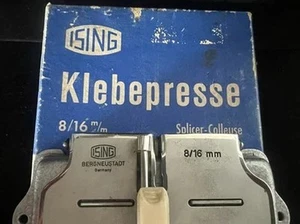 ISING
Klebepresse
8/16 m/m
Splicer-Colleuse
ISING
BERGNEUSTADT
Germany
8/16 mm